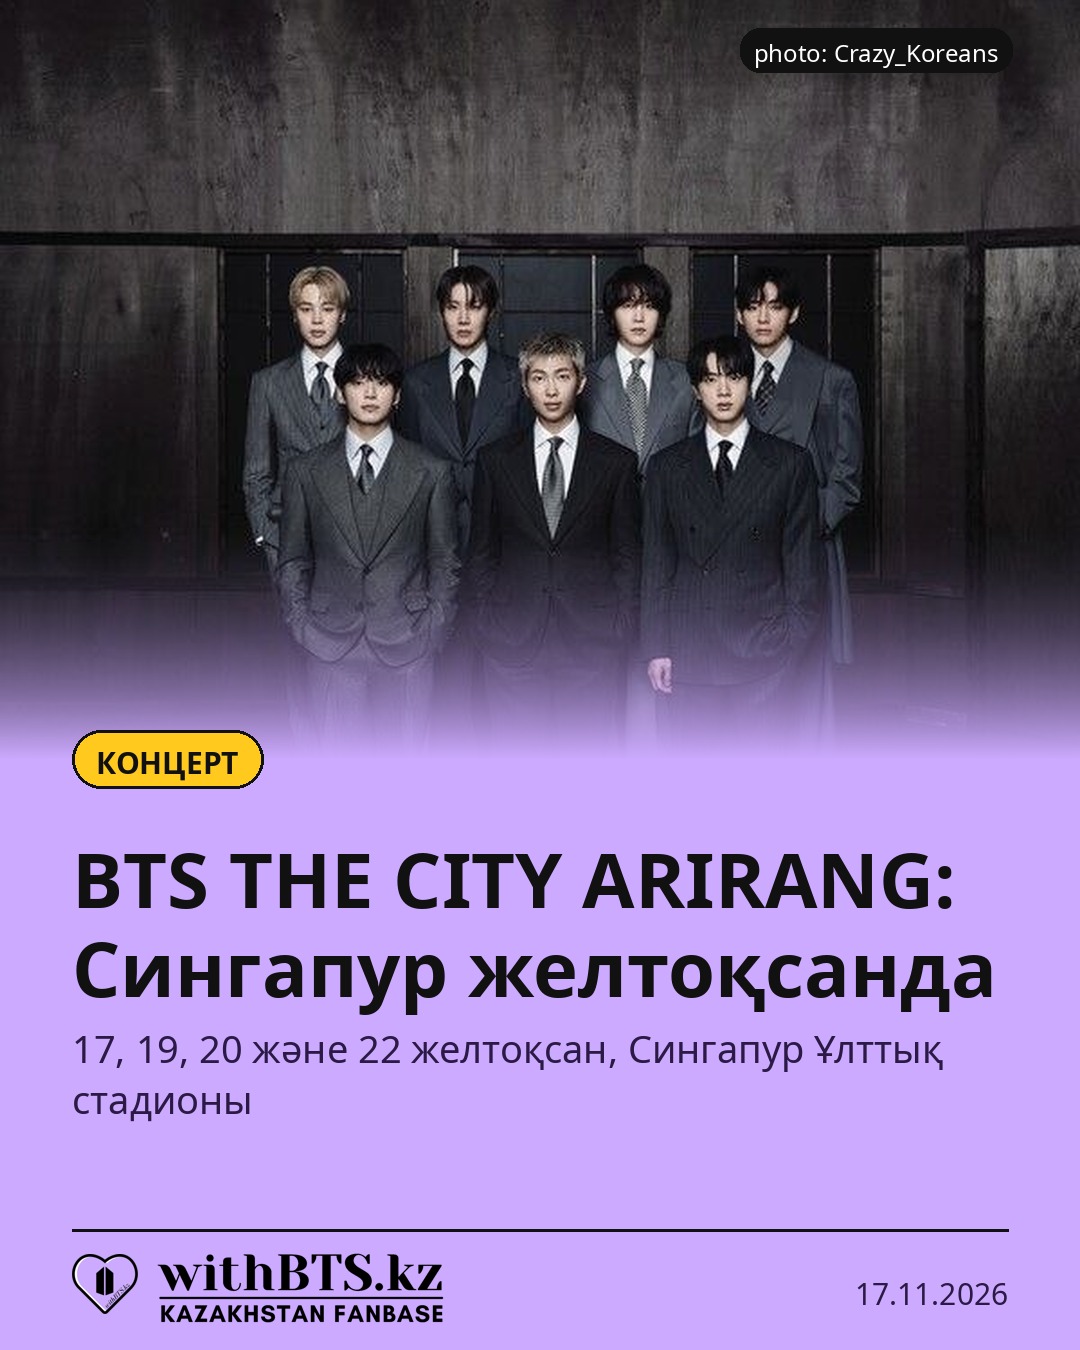 photo: Crazy_Koreans
КОНЦЕРТ
BTS THE CITY ARIRANG:
Сингапур желтоқсанда
17, 19, 20 және 22 желтоқсан, Сингапур Ұлттық
стадионы
withBTS.kz
KAZAKHSTAN FANBASE
17.11.2026